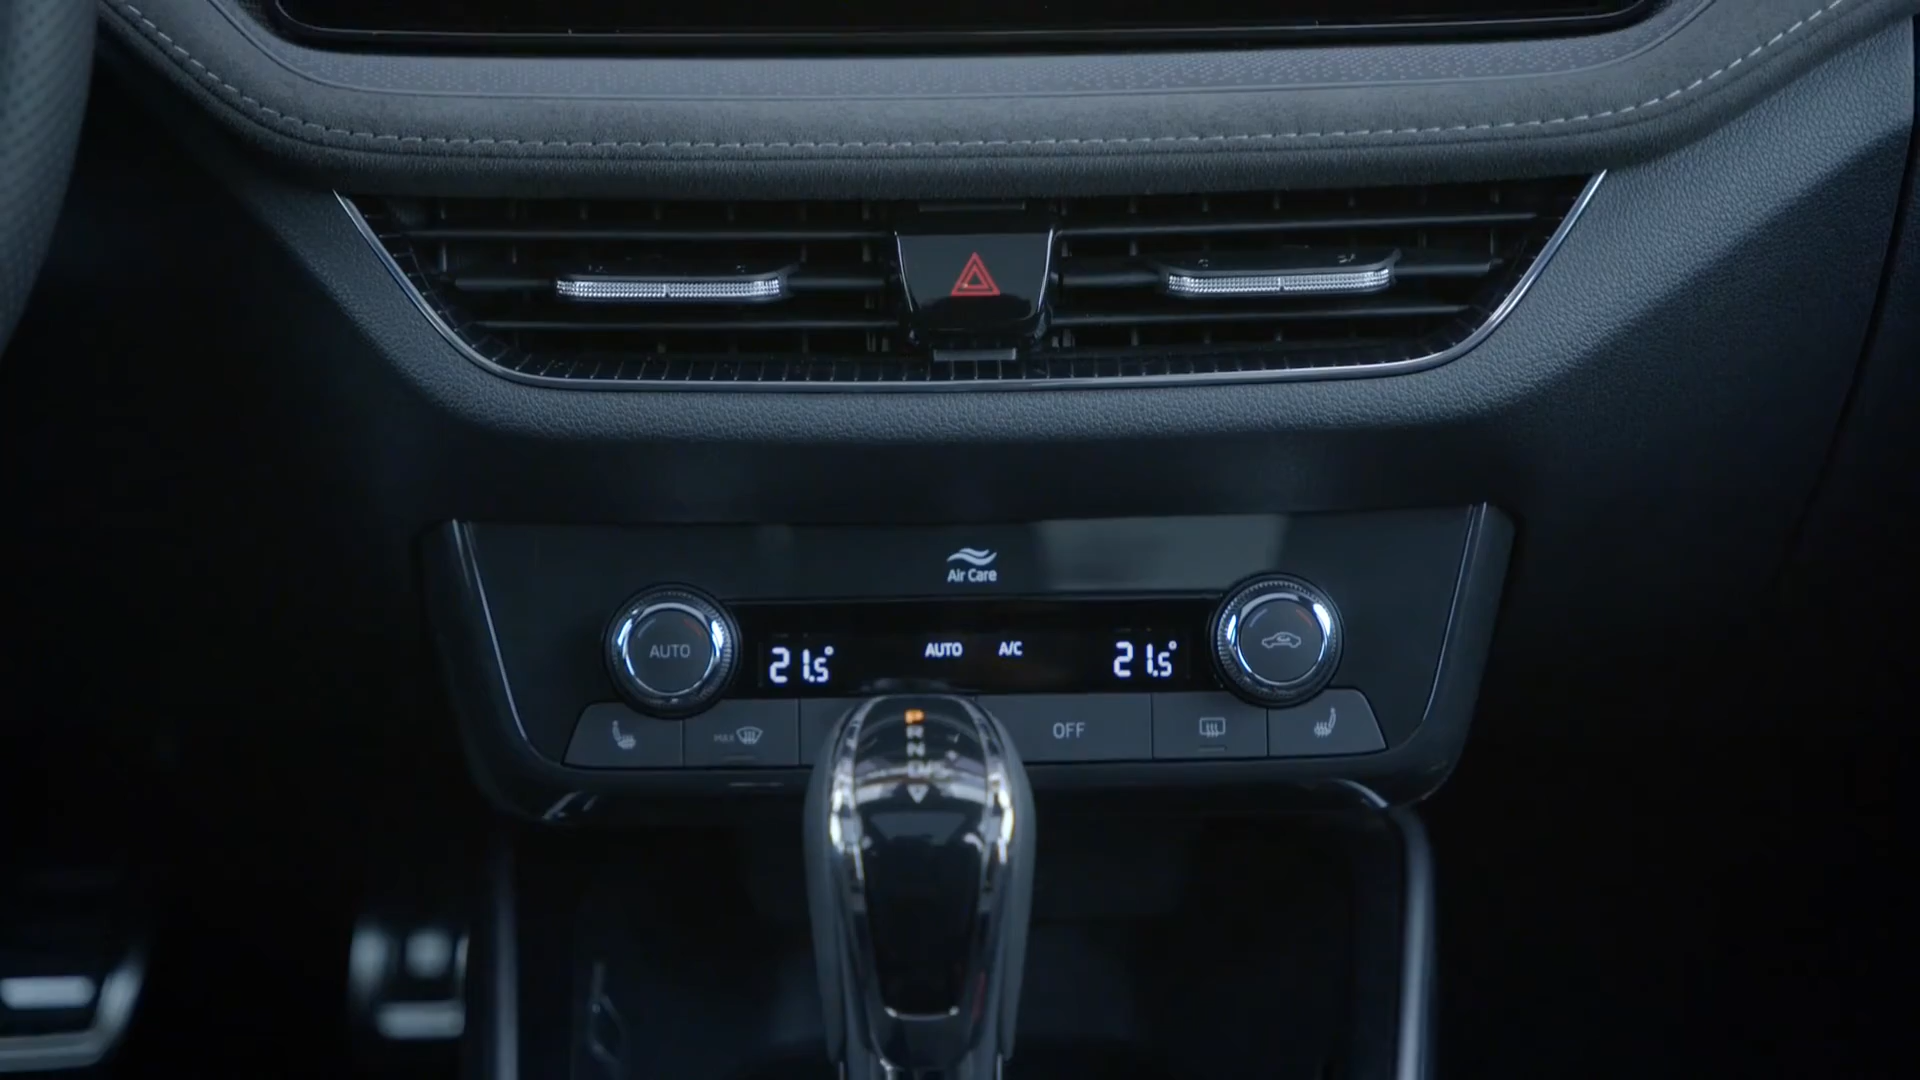 Air Care
AUTO
21.5°
AUTO
A/C
21.5°
MAX
OFF
P
R
N
D/S